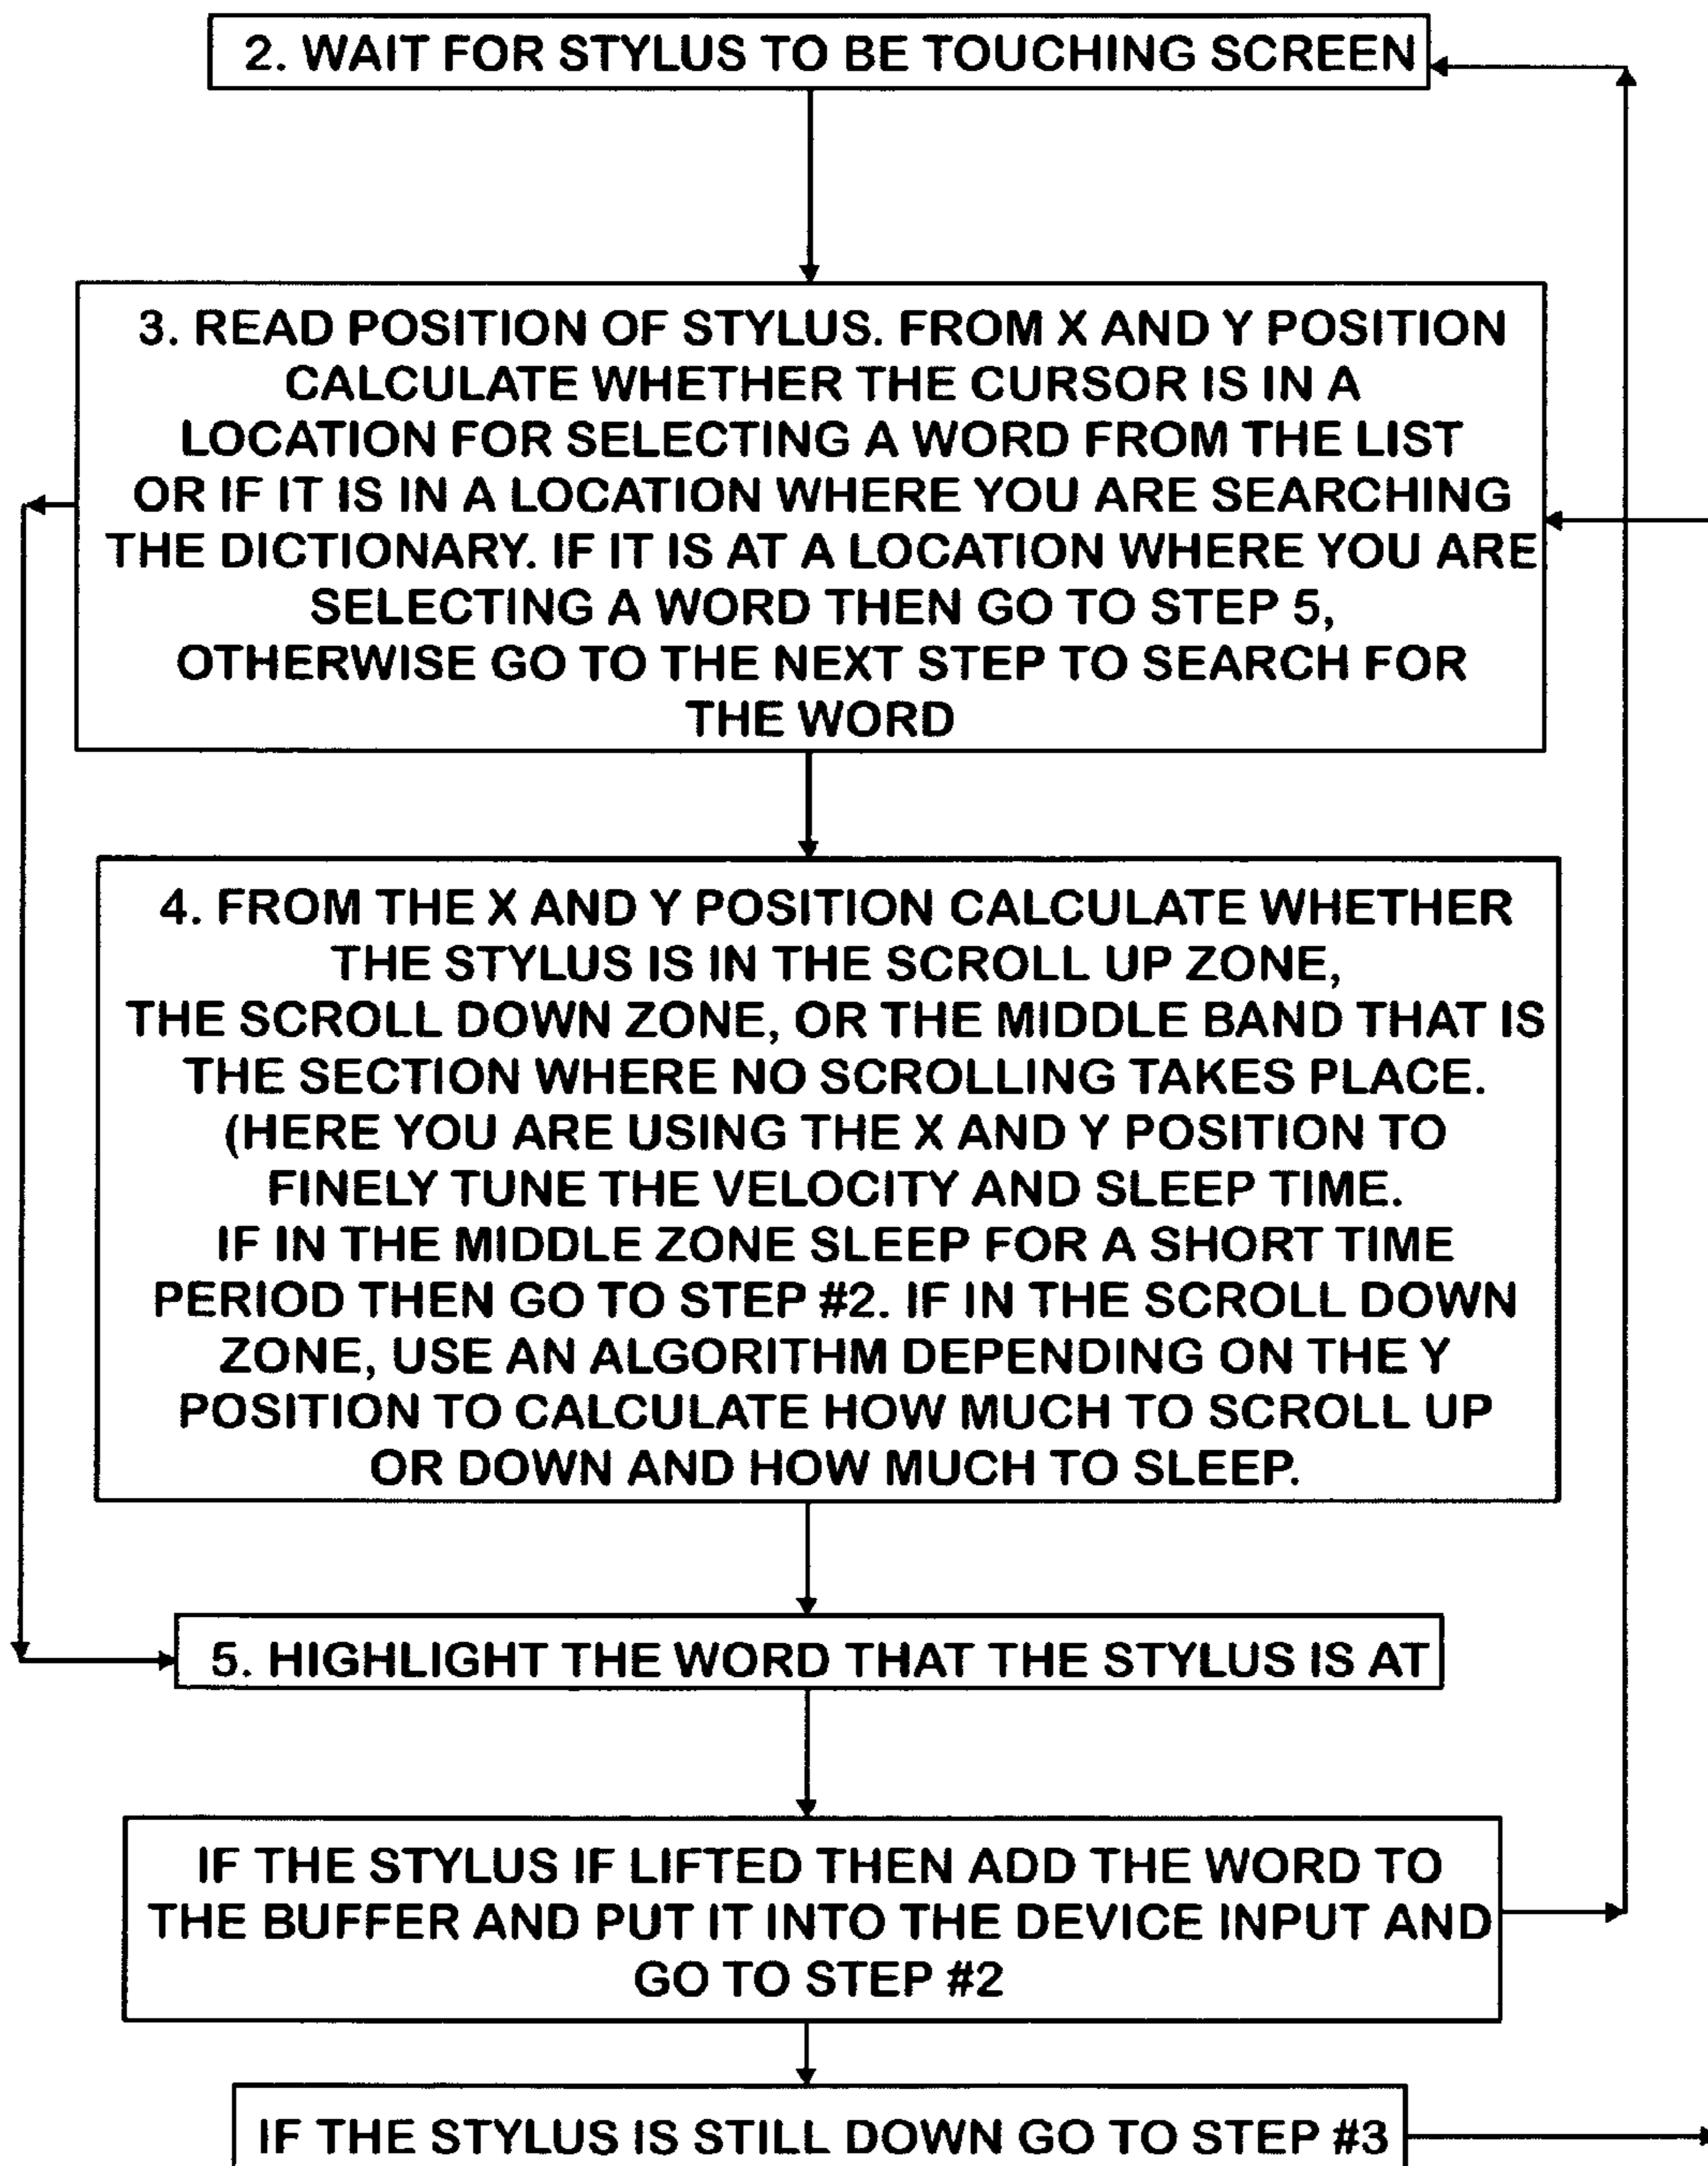 2. WAIT FOR STYLUS TO BE TOUCHING SCREEN
3. READ POSITION OF STYLUS. FROM X AND Y POSITION
CALCULATE WHETHER THE CURSOR IS IN A
LOCATION FOR SELECTING A WORD FROM THE LIST
OR IF IT IS IN A LOCATION WHERE YOU ARE SEARCHING
THE DICTIONARY. IF IT IS AT A LOCATION WHERE YOU ARE
SELECTING A WORD THEN GO TO STEP 5,
OTHERWISE GO TO THE NEXT STEP TO SEARCH FOR
THE WORD
4. FROM THE X AND Y POSITION CALCULATE WHETHER
THE STYLUS IS IN THE SCROLL UP ZONE,
THE SCROLL DOWN ZONE, OR THE MIDDLE BAND THAT IS
THE SECTION WHERE NO SCROLLING TAKES PLACE.
(HERE YOU ARE USING THE X AND Y POSITION TO
FINELY TUNE THE VELOCITY AND SLEEP TIME.
IF IN THE MIDDLE ZONE SLEEP FOR A SHORT TIME
PERIOD THEN GO TO STEP #2. IF IN THE SCROLL DOWN
ZONE, USE AN ALGORITHM DEPENDING ON THE Y
POSITION TO CALCULATE HOW MUCH TO SCROLL UP
OR DOWN AND HOW MUCH TO SLEEP.
5. HIGHLIGHT THE WORD THAT THE STYLUS IS AT
IF THE STYLUS IF LIFTED THEN ADD THE WORD TO
THE BUFFER AND PUT IT INTO THE DEVICE INPUT AND
GO TO STEP #2
IF THE STYLUS IS STILL DOWN GO TO STEP #3